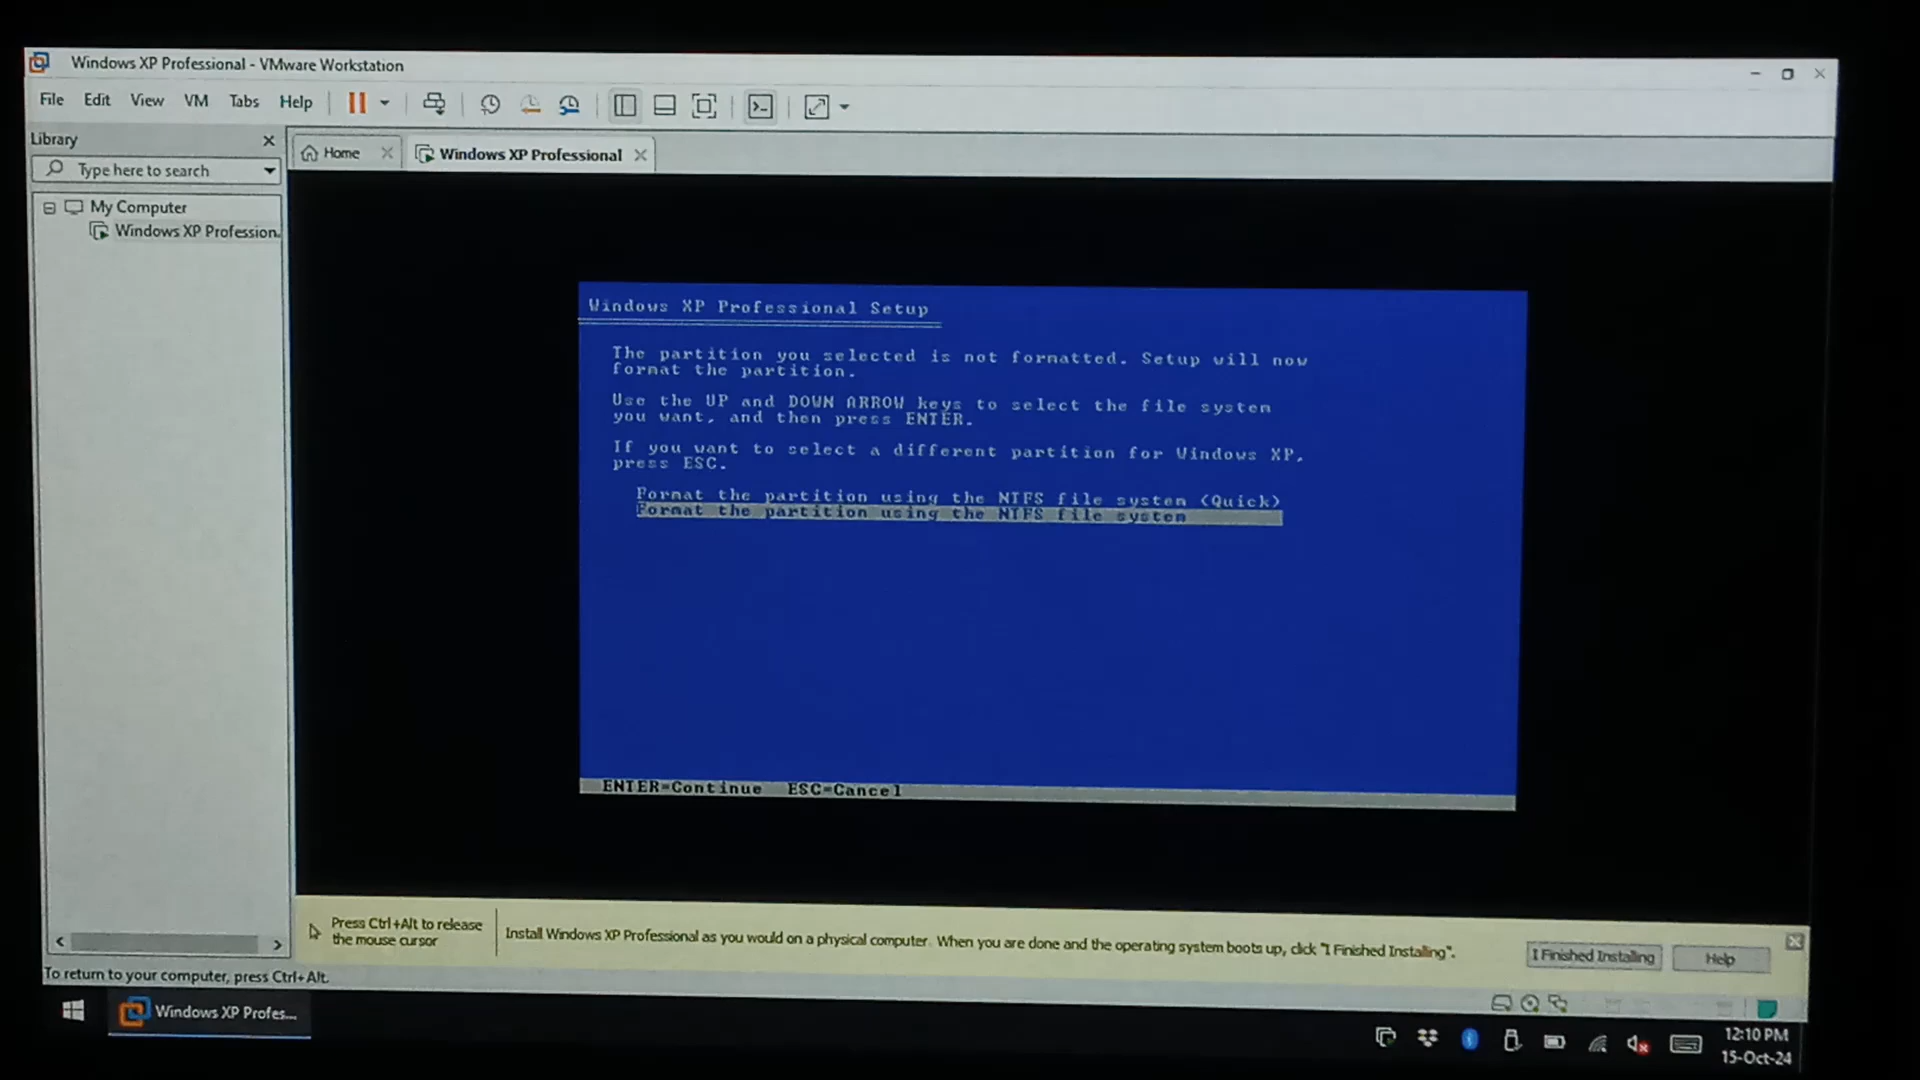 Windows XP Professional - VMware Workstation
File Edit View VM Tabs Help
Library
Type here to search
My Computer
Windows XP Profession
Home
Windows XP Professional
Windows XP Professional Setup
The partition you selected is not formatted. Setup will now
format the partition.
Use the UP and DOWN ARROW keys to select the file system
you want, and then press ENTER.
If you want to select a different partition for Windows XP,
press ESC.
Format the partition using the NTFS file system (Quick)
Format the partition using the NTFS file system
ENTER=Continue ESC=Cancel
Press Ctrl+Alt to release
the mouse cursor
Install Windows XP Professional as you would on a physical computer. When you are done and the operating system boots up, click "I Finished Installing".
I Finished Installing
Help
To return to your computer, press Ctrl+Alt.
Windows XP Profes...
12:10 PM
15-Oct-24